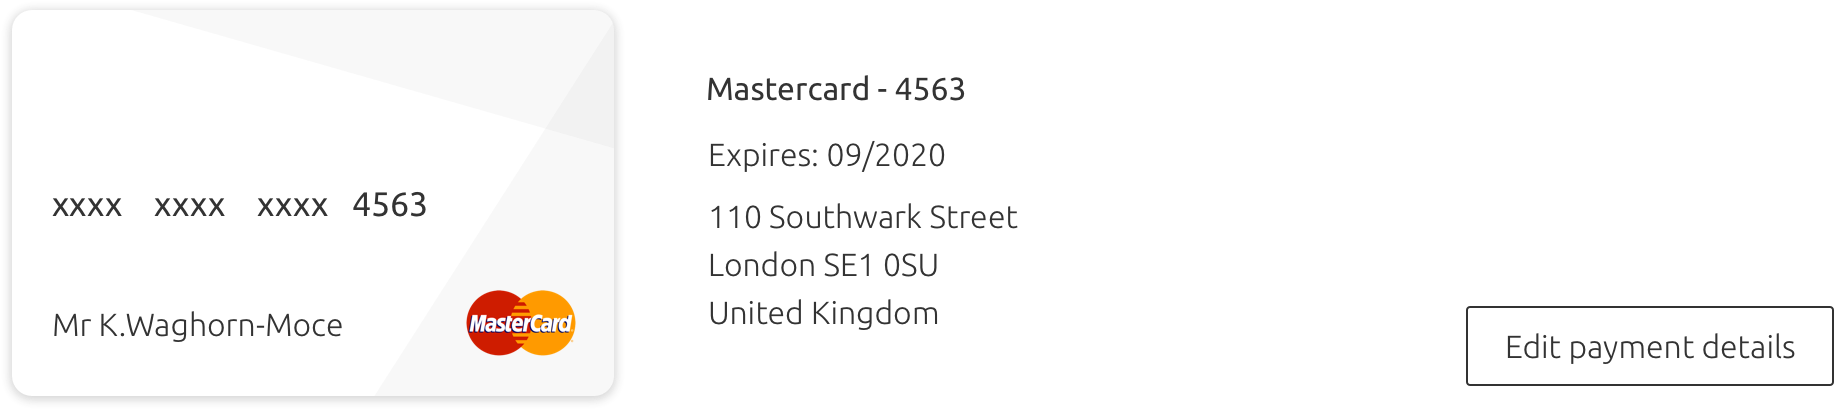 xxxx xxxx xxxx 4563
Mr K.Waghorn-Moce
MasterCard
Mastercard - 4563
Expires: 09/2020
110 Southwark Street
London SE1 0SU
United Kingdom
Edit payment details